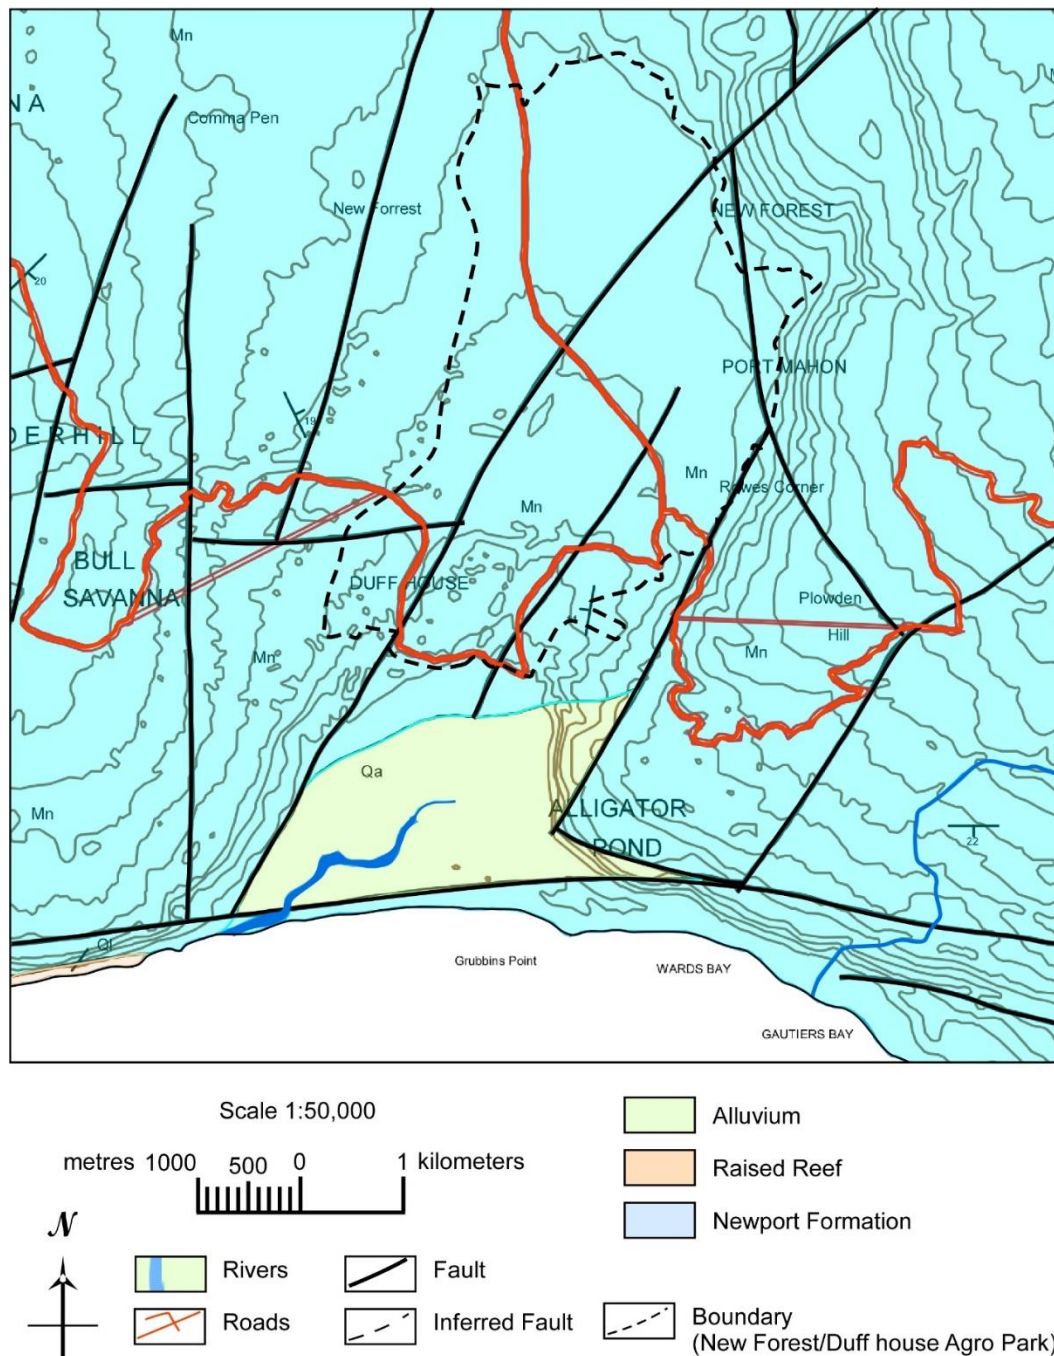 Mn
M
N A
Comma Pen
New Forrest
NEW FOREST
20
PORT MAHON
19
D E R H I L L
Mn
Rowes Corner
Mn
BULL
SAVANNA
DUFF HOUSE
Plowden
Hill
Mn
Mn
Qa
Mn
ALLIGATOR
POND
22
Ql
Grubbins Point
WARDS BAY
GAUTIERS BAY
Scale 1:50,000
metres 1000 500 0 1 kilometers
N
Alluvium
Raised Reef
Newport Formation
Rivers
Fault
Roads
Inferred Fault
Boundary
(New Forest/Duff house Agro Park)